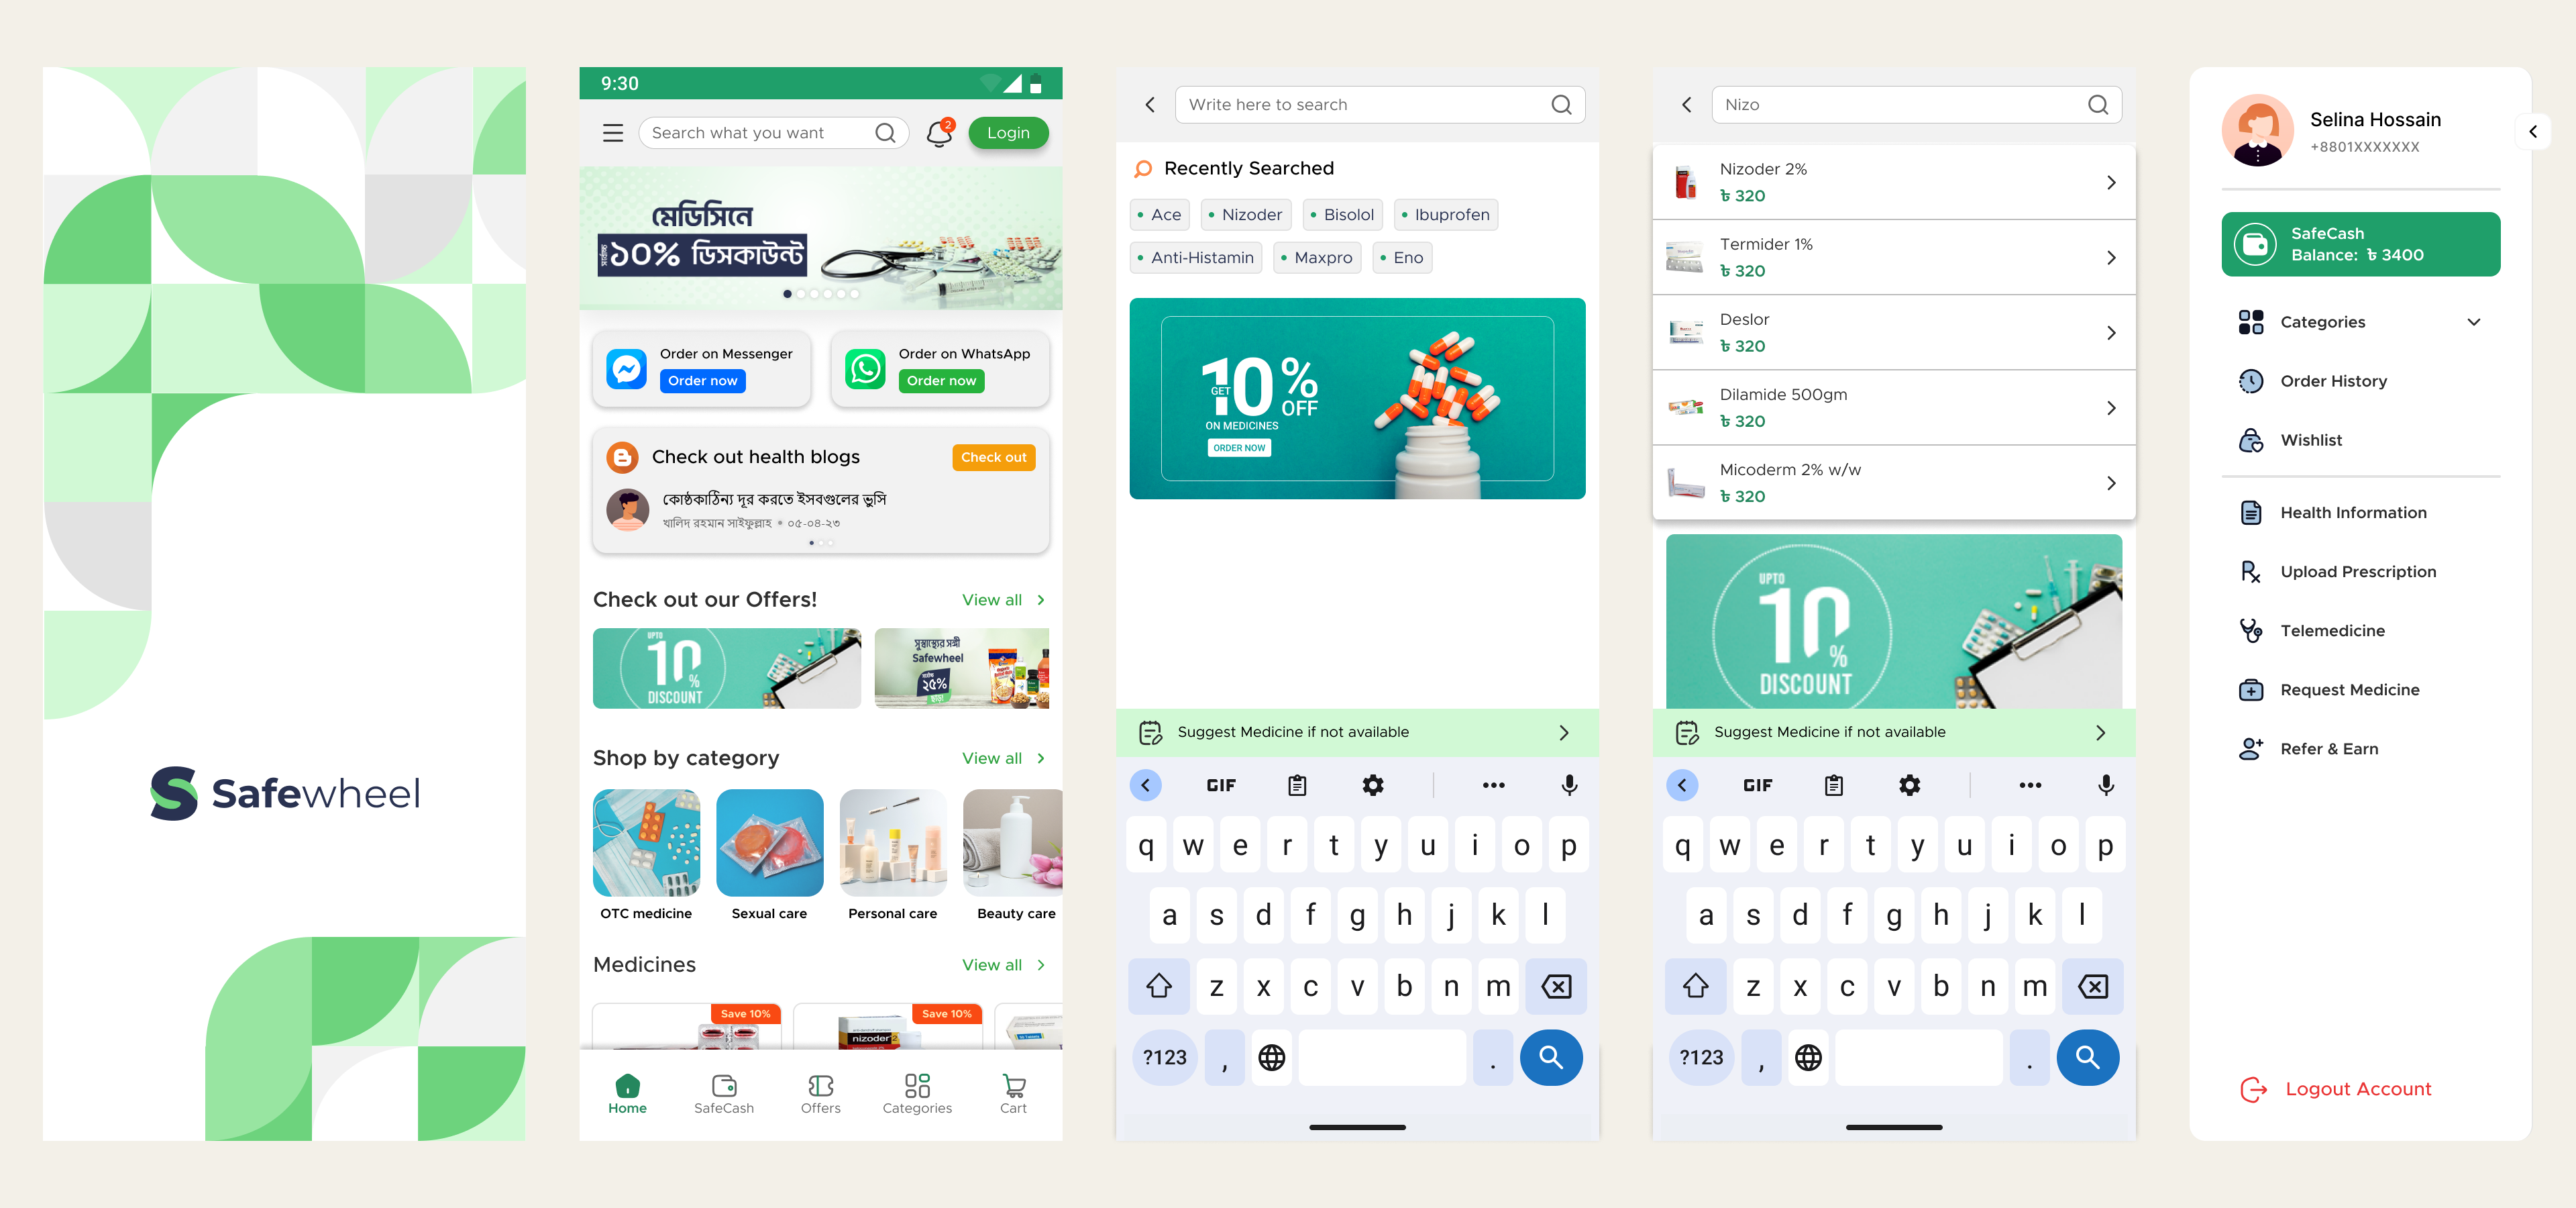 Safewheel
9:30
Search what you want
2
Login
মেডিসিনে
১০% ডিসকাউন্ট
Order on Messenger
Order now
Order on WhatsApp
Order now
Check out health blogs
Check out
কোষ্ঠকাঠিন্য দূর করতে ইসবগুলের ভুসি
খালিদ রহমান সাইফুল্লাহ • ০৫-০৪-২৩
Check out our Offers!
View all
UPTO
10%
DISCOUNT
সুস্বাস্থ্যের সঙ্গী
Safewheel
২৫%
Shop by category
View all
OTC medicine
Sexual care
Personal care
Beauty care
Medicines
View all
Save 10%
Save 10%
nizoder
Home
SafeCash
Offers
Categories
Cart
Write here to search
Recently Searched
• Ace
• Nizoder
• Bisolol
• Ibuprofen
• Anti-Histamin
• Maxpro
• Eno
GET
10%
OFF
ON MEDICINES
ORDER NOW
Suggest Medicine if not available
GIF
q w e r t y u i o p
a s d f g h j k l
z x c v b n m
?123 , .
Nizo
Nizoder 2%
৳ 320
Termider 1%
৳ 320
Deslor
৳ 320
Dilamide 500gm
৳ 320
Micoderm 2% w/w
৳ 320
UPTO
10%
DISCOUNT
Suggest Medicine if not available
GIF
q w e r t y u i o p
a s d f g h j k l
z x c v b n m
?123 , .
Selina Hossain
+8801XXXXXXX
SafeCash
Balance: ৳ 3400
Categories
Order History
Wishlist
Health Information
Upload Prescription
Telemedicine
Request Medicine
Refer & Earn
Logout Account